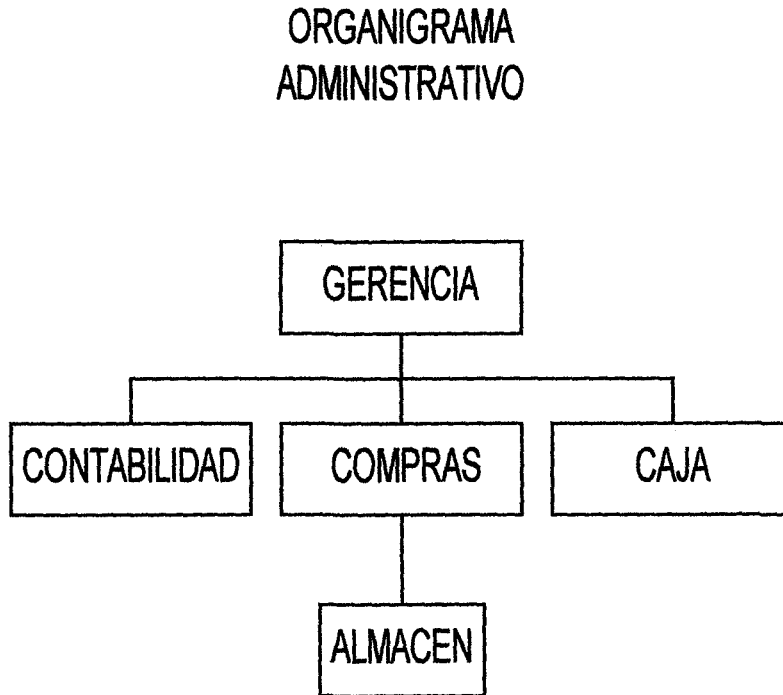 ORGANIGRAMA
ADMINISTRATIVO
GERENCIA
CONTABILIDAD
COMPRAS
CAJA
ALMACEN